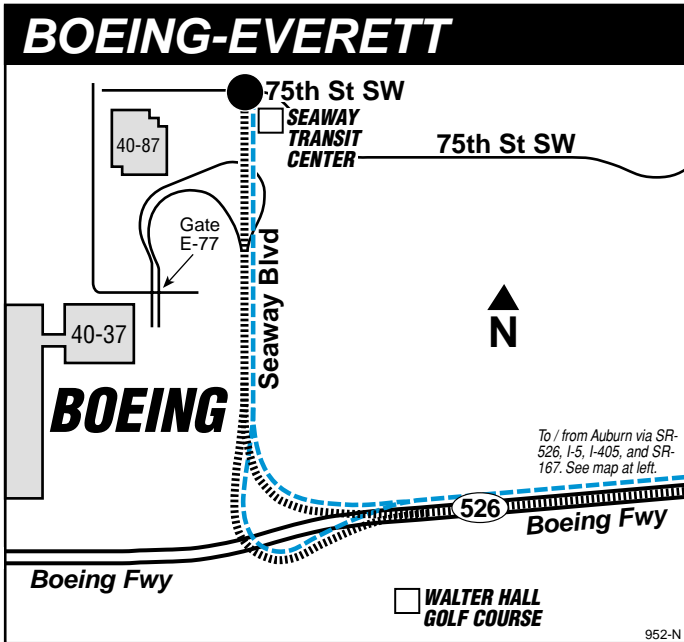 BOEING-EVERETT
75th St SW
SEAWAY
TRANSIT
CENTER
75th St SW
40-87
Gate
E-77
Seaway Blvd
40-37
N
BOEING
To / from Auburn via SR-
526, I-5, I-405, and SR-
167. See map at left.
526
Boeing Fwy
Boeing Fwy
WALTER HALL
GOLF COURSE
952-N